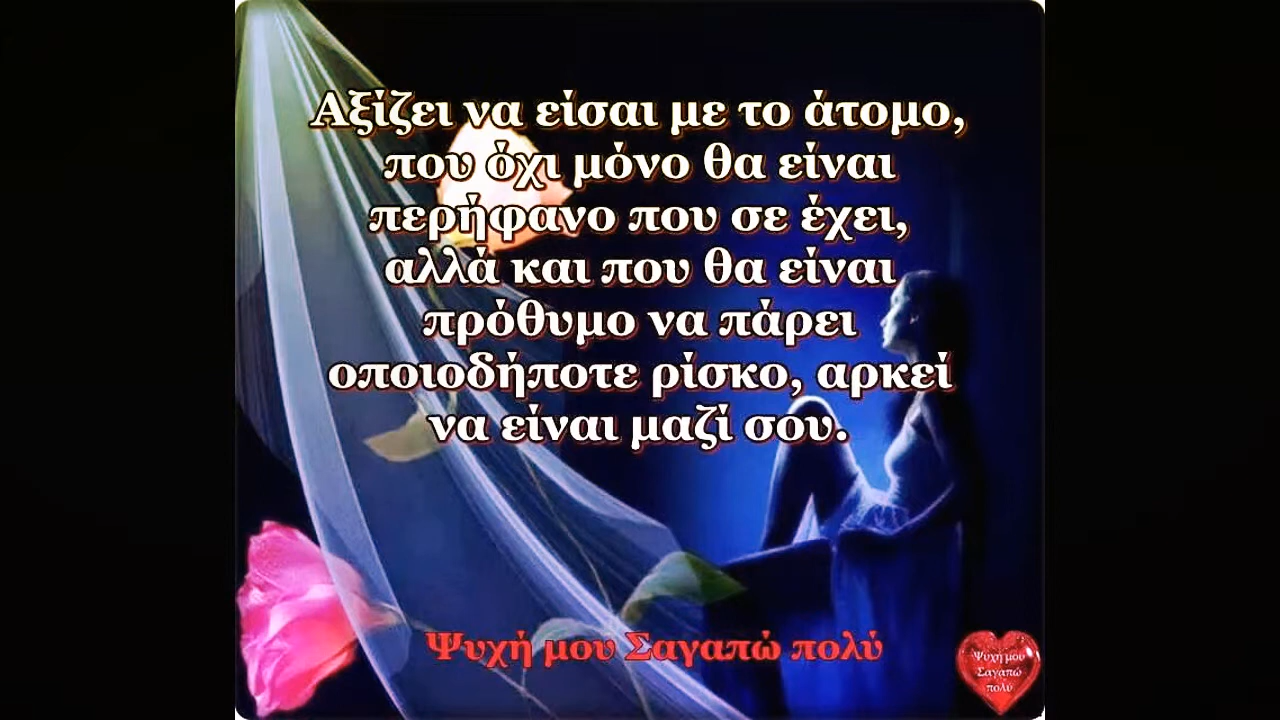 Αξίζει να είσαι με το άτομο,
που όχι μόνο θα είναι
περήφανο που σε έχει,
αλλά και που θα είναι
πρόθυμο να πάρει
οποιοδήποτε ρίσκο, αρκεί
να είναι μαζί σου.
Ψυχή μου Σαγαπώ πολύ
Ψυχή μου
Σαγαπώ
πολύ